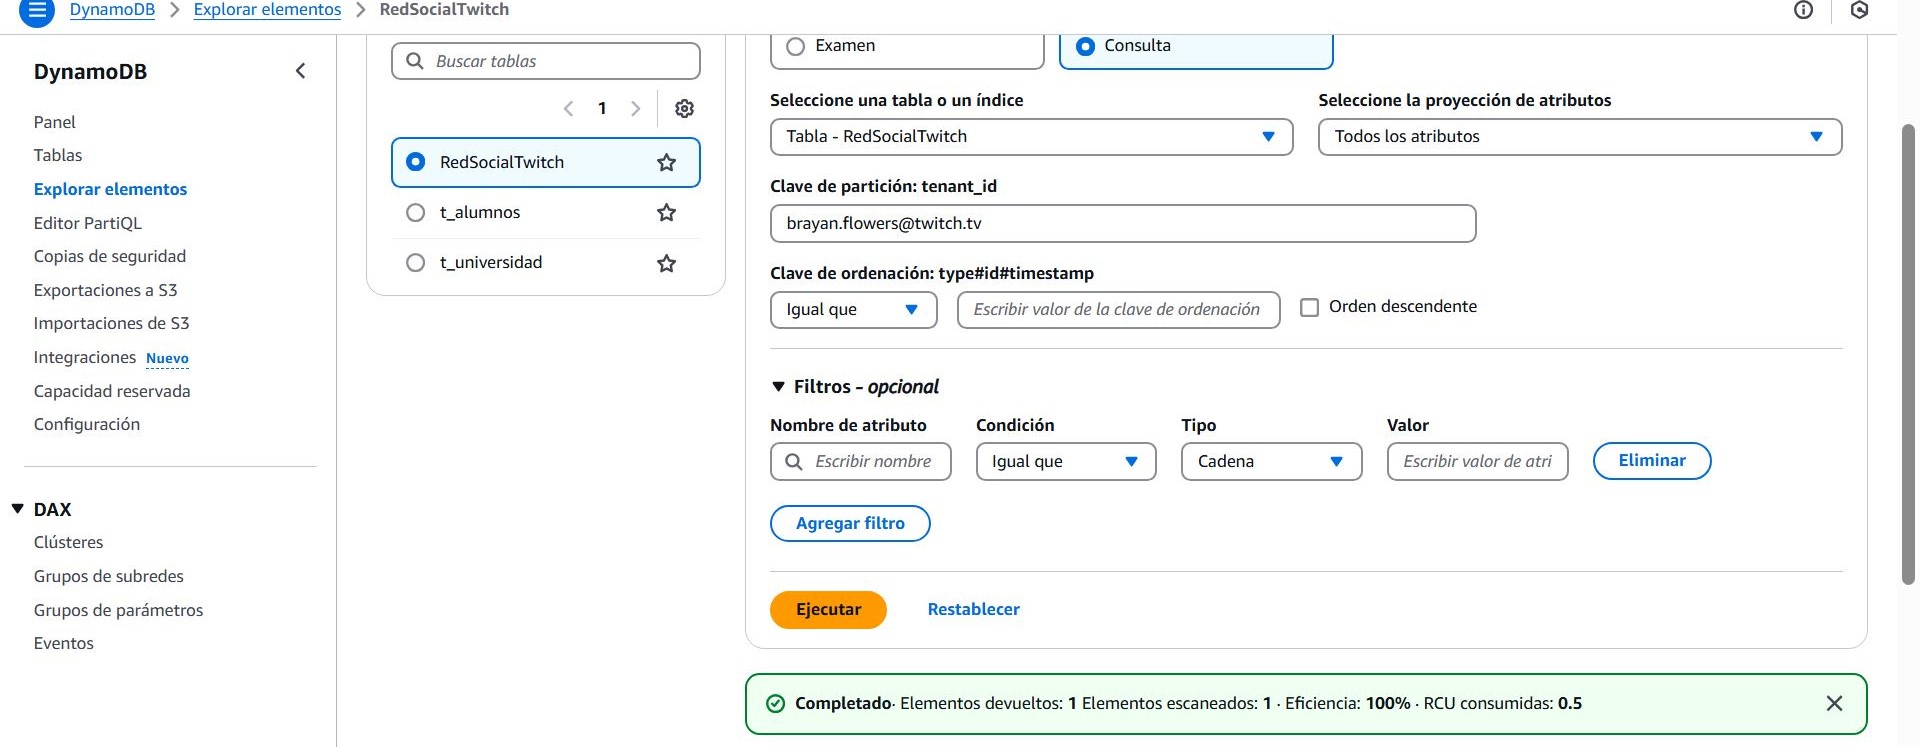 DynamoDB > Explorar elementos > RedSocialTwitch
DynamoDB
Panel
Tablas
Explorar elementos
Editor PartiQL
Copias de seguridad
Exportaciones a S3
Importaciones de S3
Integraciones Nuevo
Capacidad reservada
Configuración
DAX
Clústeres
Grupos de subredes
Grupos de parámetros
Eventos
Buscar tablas
1
RedSocialTwitch
t_alumnos
t_universidad
Examen
Consulta
Seleccione una tabla o un índice
Tabla - RedSocialTwitch
Seleccione la proyección de atributos
Todos los atributos
Clave de partición: tenant_id
brayan.flowers@twitch.tv
Clave de ordenación: type#id#timestamp
Igual que
Escribir valor de la clave de ordenación
Orden descendente
Filtros - opcional
Nombre de atributo
Escribir nombre
Condición
Igual que
Tipo
Cadena
Valor
Escribir valor de atri
Eliminar
Agregar filtro
Ejecutar
Restablecer
Completado· Elementos devueltos: 1 Elementos escaneados: 1 · Eficiencia: 100% · RCU consumidas: 0.5